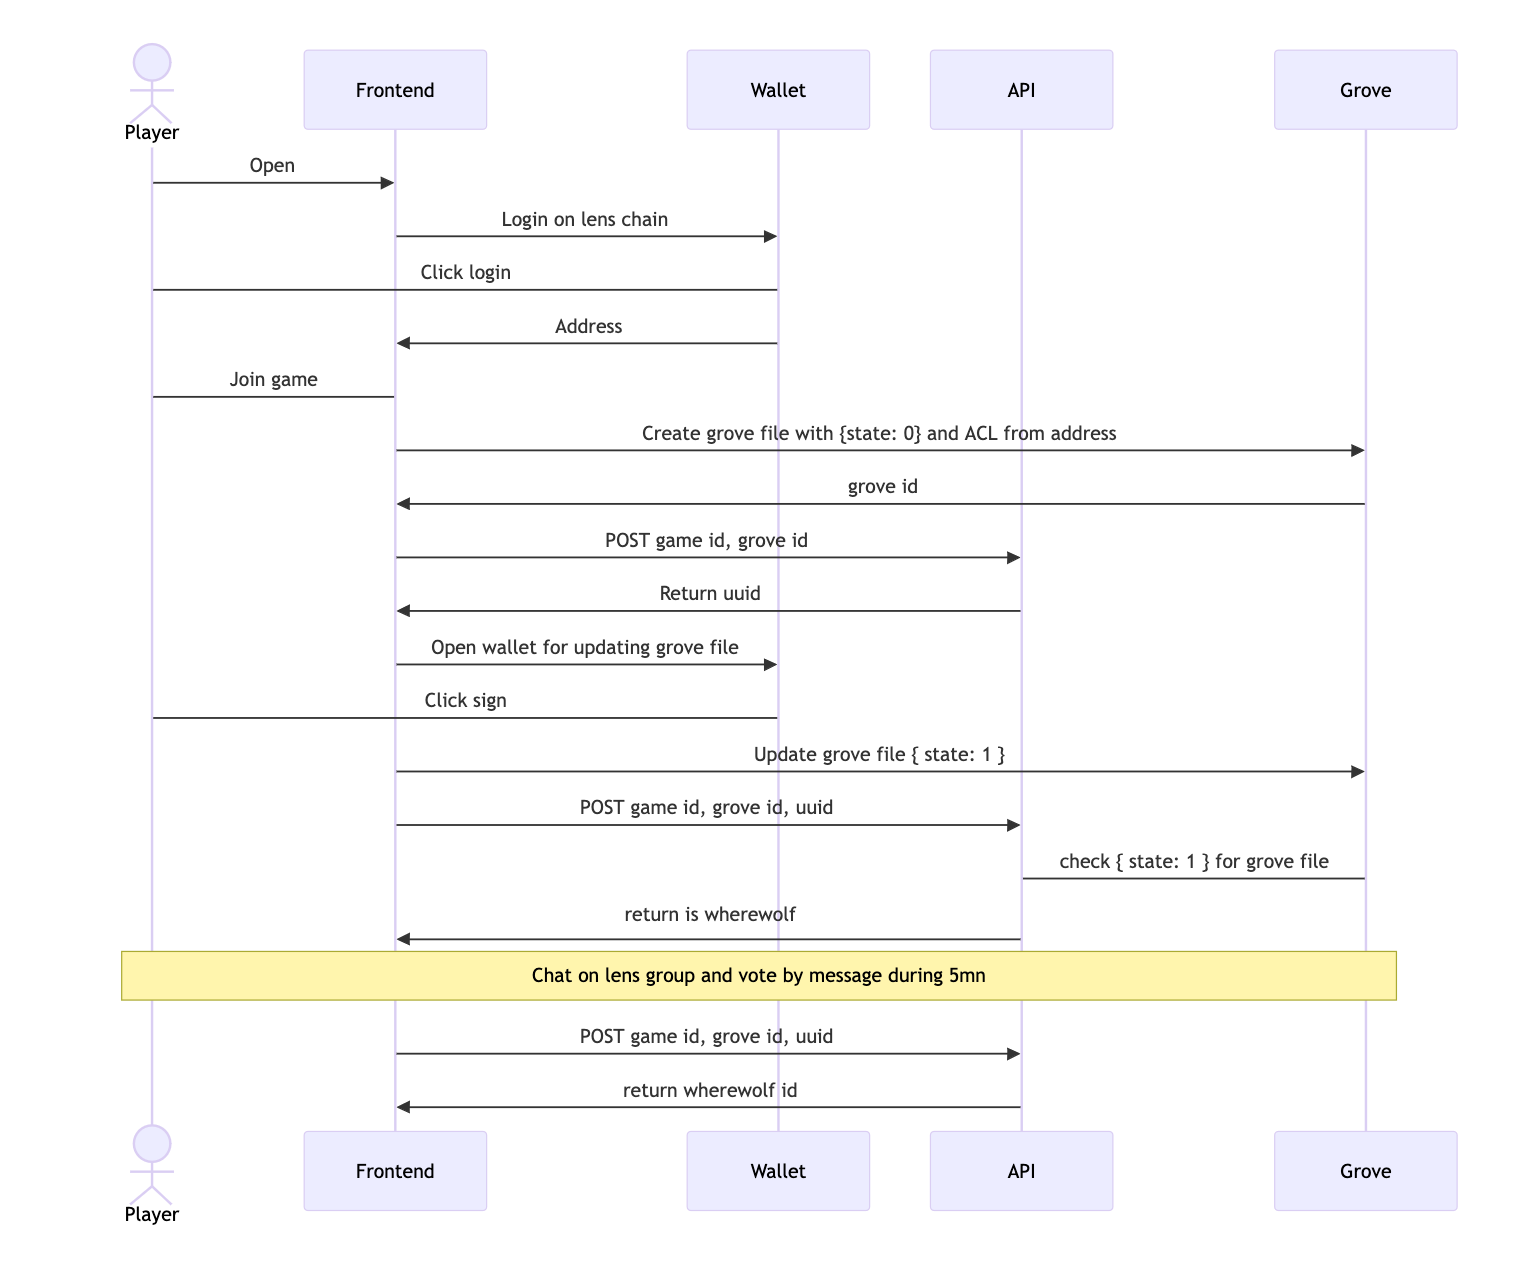 Player
Frontend
Wallet
API
Grove
Open
Login on lens chain
Click login
Address
Join game
Create grove file with {state: 0} and ACL from address
grove id
POST game id, grove id
Return uuid
Open wallet for updating grove file
Click sign
Update grove file { state: 1 }
POST game id, grove id, uuid
check { state: 1 } for grove file
return is wherewolf
Chat on lens group and vote by message during 5mn
POST game id, grove id, uuid
return wherewolf id
Player
Frontend
Wallet
API
Grove